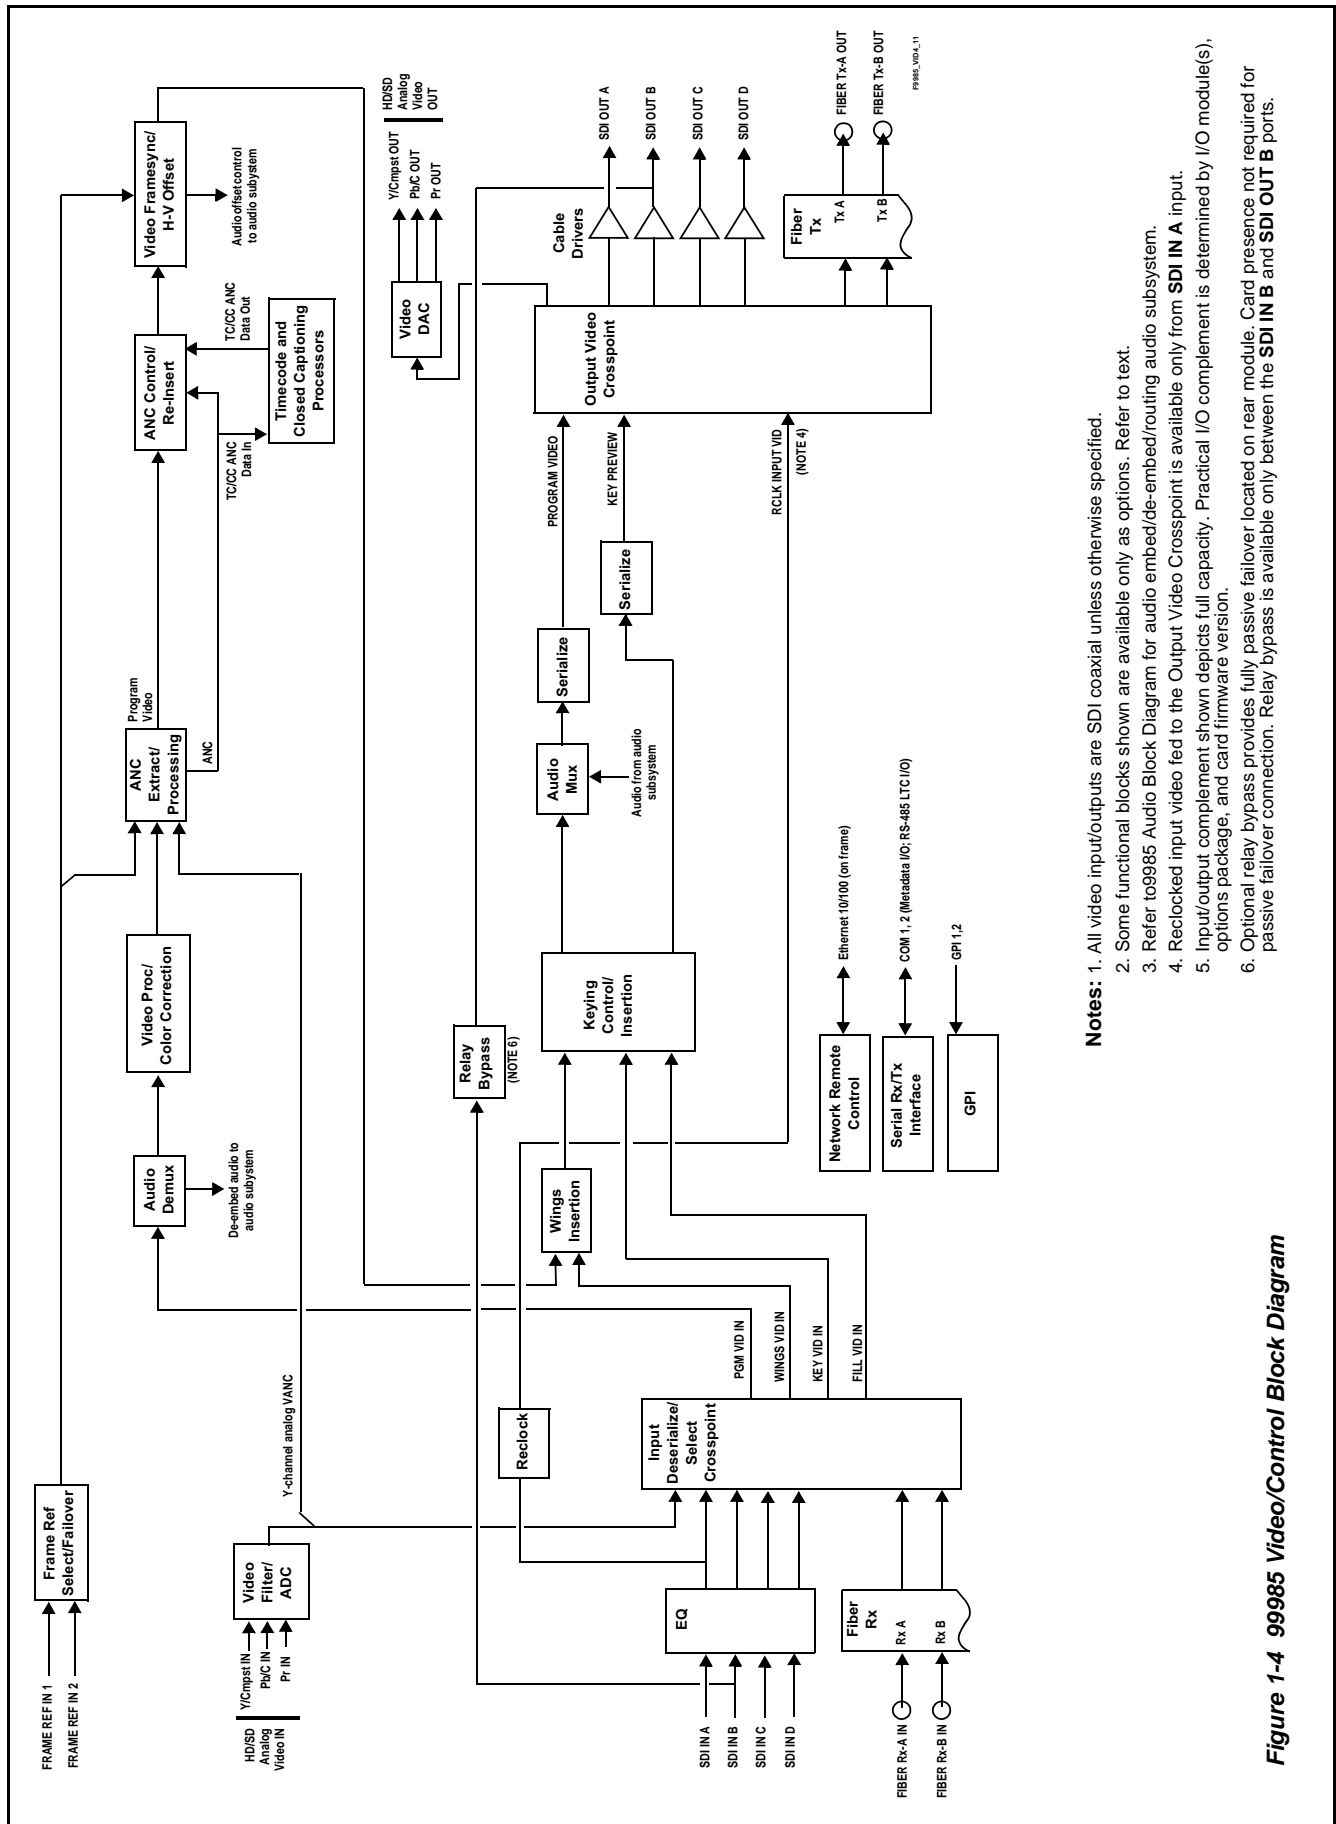 FRAME REF IN 1
FRAME REF IN 2
Frame Ref
Select/Failover
HD/SD
Analog
Video IN
Y/Cmpst IN
Pb/C IN
Pr IN
Video
Filter/
ADC
Y-channel analog VANC
Audio
Demux
De-embed audio to
audio subystem
Video Proc/
Color Correction
ANC
Extract/
Processing
Program
Video
ANC
TC/CC ANC
Data In
ANC Control/
Re-Insert
TC/CC ANC
Data Out
Timecode and
Closed Captioning
Processors
Video Framesync/
H-V Offset
Audio offset control
to audio subystem
SDI IN A
SDI IN B
SDI IN C
SDI IN D
EQ
Reclock
FIBER Rx-A IN
FIBER Rx-B IN
Fiber
Rx
Rx A
Rx B
Input
Deserialize/
Select
Crosspoint
PGM VID IN
WINGS VID IN
KEY VID IN
FILL VID IN
Wings
Insertion
Relay
Bypass
(NOTE 6)
Keying
Control/
Insertion
Audio
Mux
Audio from audio
subsystem
Serialize
Serialize
PROGRAM VIDEO
KEY PREVIEW
RCLK INPUT VID
(NOTE 4)
Output Video
Crosspoint
Video
DAC
Y/Cmpst OUT
Pb/C OUT
Pr OUT
HD/SD
Analog
Video
OUT
Cable
Drivers
SDI OUT A
SDI OUT B
SDI OUT C
SDI OUT D
Fiber
Tx
Tx A
Tx B
FIBER Tx-A OUT
FIBER Tx-B OUT
F9985_VID4_11
Network Remote
Control
Ethernet 10/100 (on frame)
Serial Rx/Tx
Interface
COM 1, 2 (Metadata I/O; RS-485 LTC I/O)
GPI
GPI 1,2
Notes: 1. All video input/outputs are SDI coaxial unless otherwise specified.
2. Some functional blocks shown are available only as options. Refer to text.
3. Refer to9985 Audio Block Diagram for audio embed/de-embed/routing audio subsystem.
4. Reclocked input video fed to the Output Video Crosspoint is available only from SDI IN A input.
5. Input/output complement shown depicts full capacity. Practical I/O complement is determined by I/O module(s),
options package, and card firmware version.
6. Optional relay bypass provides fully passive failover located on rear module. Card presence not required for
passive failover connection. Relay bypass is available only between the SDI IN B and SDI OUT B ports.
Figure 1-4 99985 Video/Control Block Diagram